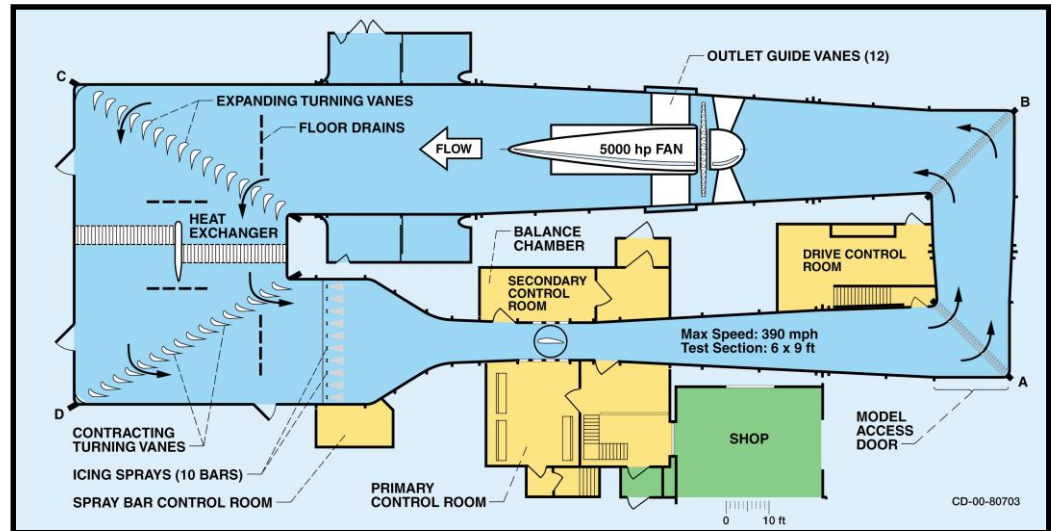 C
EXPANDING TURNING VANES
FLOOR DRAINS
FLOW
5000 hp FAN
OUTLET GUIDE VANES (12)
B
HEAT
EXCHANGER
BALANCE
CHAMBER
SECONDARY
CONTROL
ROOM
DRIVE CONTROL
ROOM
Max Speed: 390 mph
Test Section: 6 x 9 ft
D
A
CONTRACTING
TURNING VANES
ICING SPRAYS (10 BARS)
SPRAY BAR CONTROL ROOM
PRIMARY
CONTROL ROOM
SHOP
MODEL
ACCESS
DOOR
0 10 ft
CD-00-80703